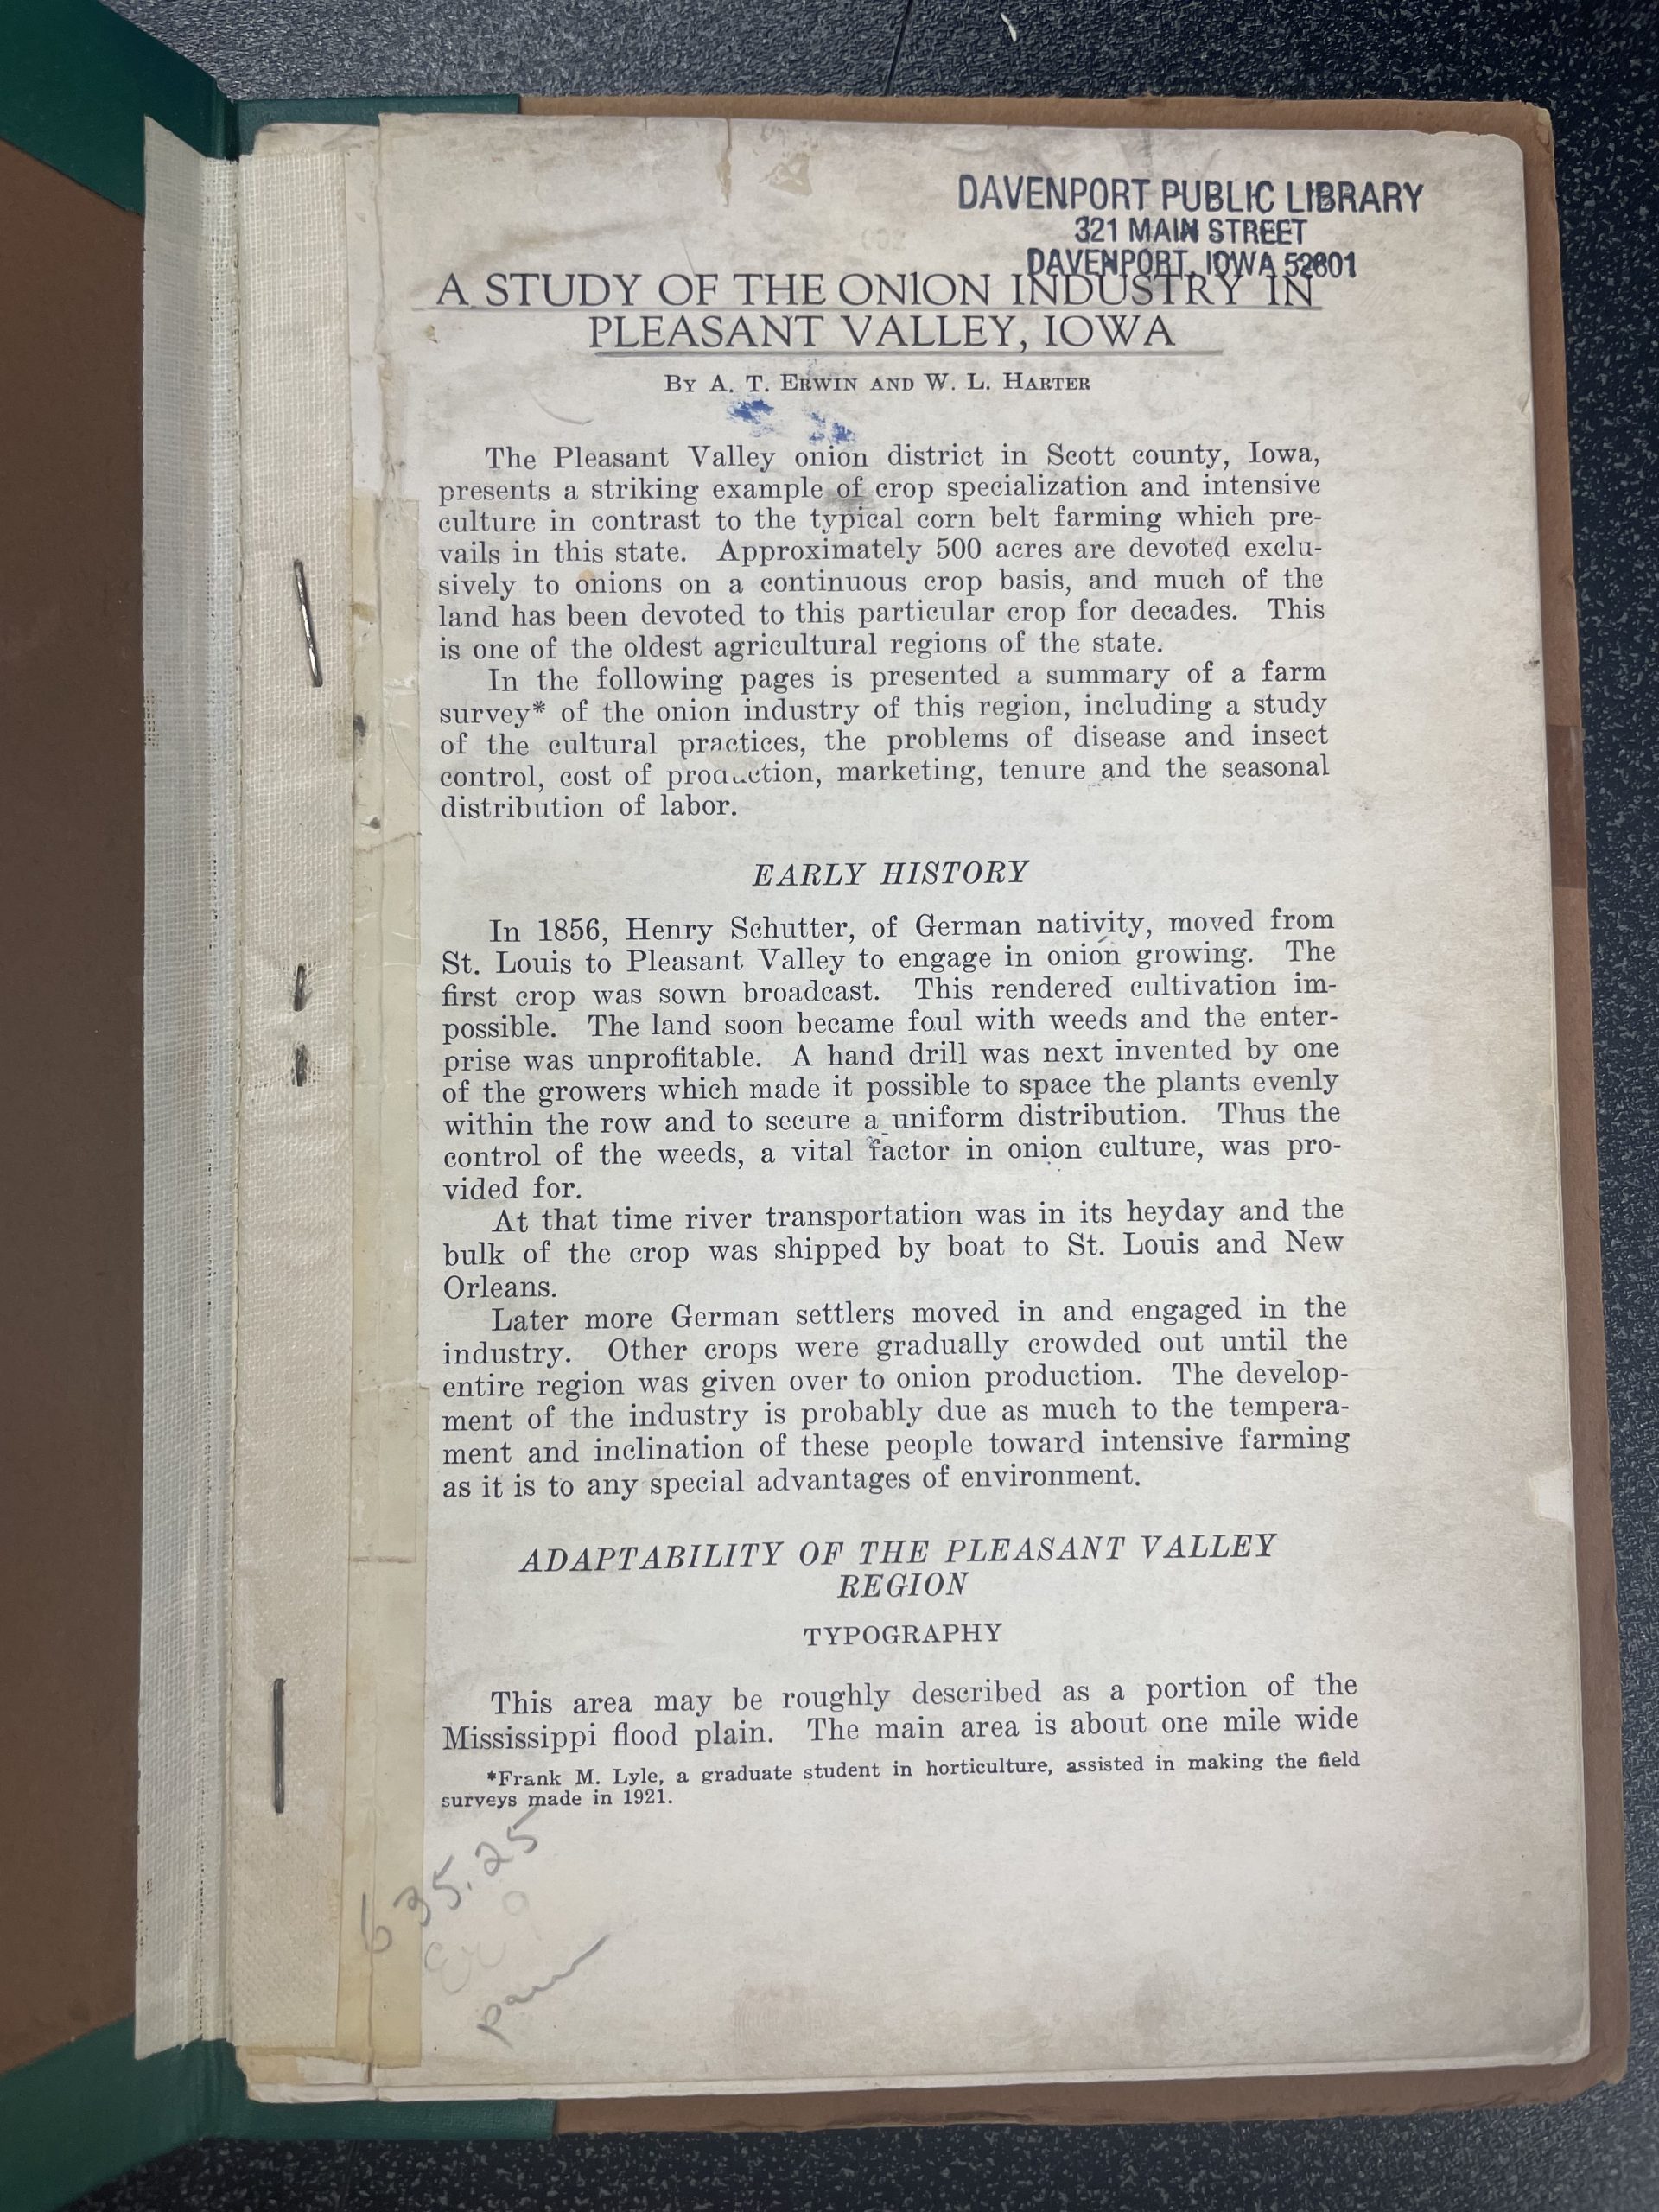 DAVENPORT PUBLIC LIBRARY
321 MAIN STREET
DAVENPORT, IOWA 52801
A STUDY OF THE ONION INDUSTRY IN
PLEASANT VALLEY, IOWA
BY A. T. ERWIN AND W. L. HARTER
The Pleasant Valley onion district in Scott county, Iowa,
presents a striking example of crop specialization and intensive
culture in contrast to the typical corn belt farming which pre-
vails in this state. Approximately 500 acres are devoted exclu-
sively to onions on a continuous crop basis, and much of the
land has been devoted to this particular crop for decades. This
is one of the oldest agricultural regions of the state.
In the following pages is presented a summary of a farm
survey* of the onion industry of this region, including a study
of the cultural practices, the problems of disease and insect
control, cost of production, marketing, tenure and the seasonal
distribution of labor.
EARLY HISTORY
In 1856, Henry Schutter, of German nativity, moved from
St. Louis to Pleasant Valley to engage in onion growing. The
first crop was sown broadcast. This rendered cultivation im-
possible. The land soon became foul with weeds and the enter-
prise was unprofitable. A hand drill was next invented by one
of the growers which made it possible to space the plants evenly
within the row and to secure a uniform distribution. Thus the
control of the weeds, a vital factor in onion culture, was pro-
vided for.
At that time river transportation was in its heyday and the
bulk of the crop was shipped by boat to St. Louis and New
Orleans.
Later more German settlers moved in and engaged in the
industry. Other crops were gradually crowded out until the
entire region was given over to onion production. The develop-
ment of the industry is probably due as much to the tempera-
ment and inclination of these people toward intensive farming
as it is to any special advantages of environment.
ADAPTABILITY OF THE PLEASANT VALLEY
REGION
TYPOGRAPHY
This area may be roughly described as a portion of the
Mississippi flood plain. The main area is about one mile wide
*Frank M. Lyle, a graduate student in horticulture, assisted in making the field
surveys made in 1921.
635.25